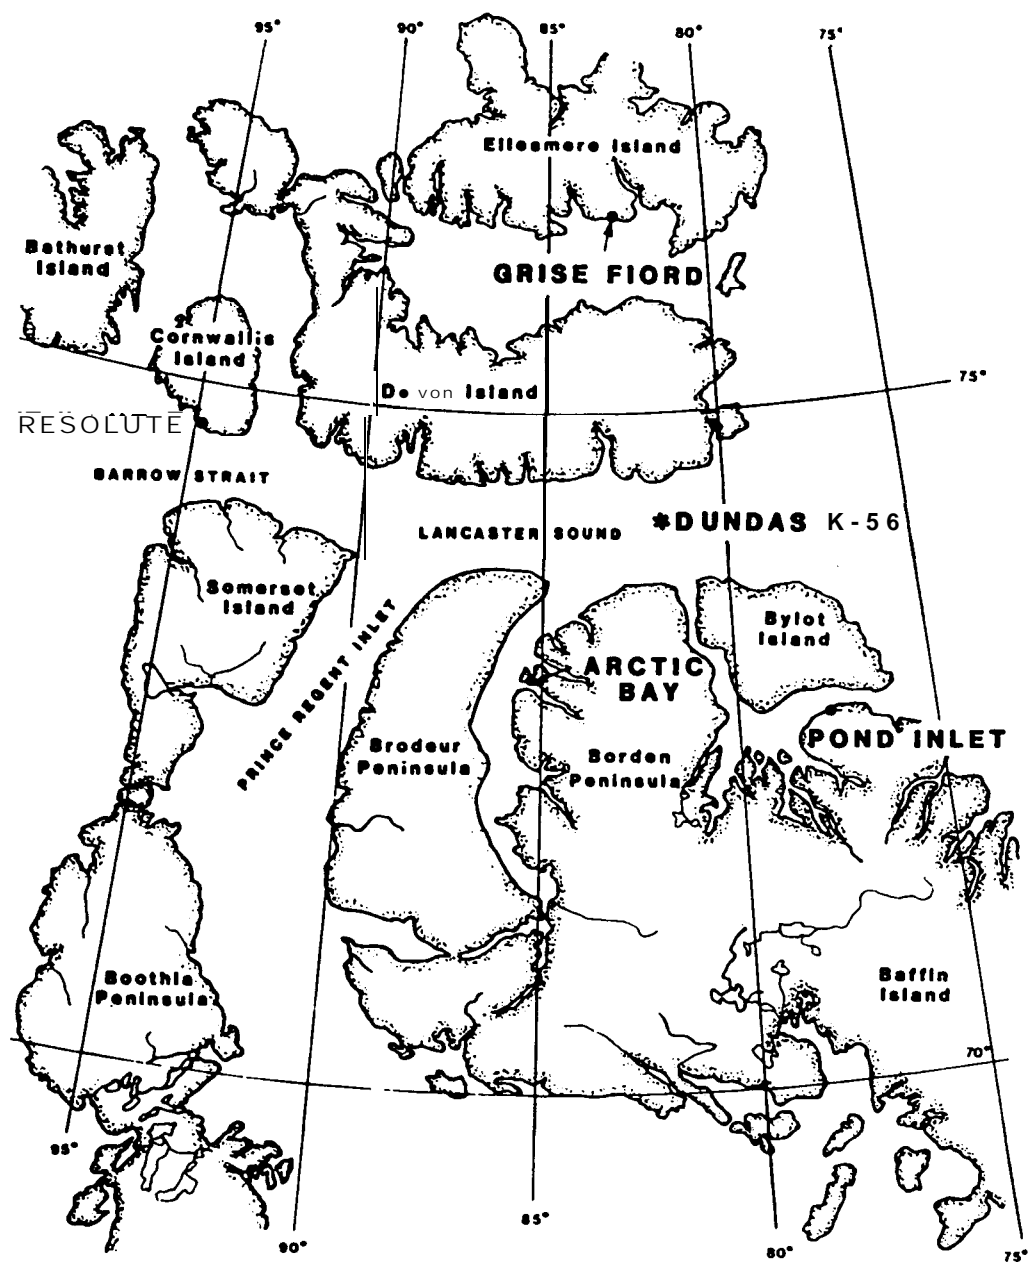 95° 90° 85° 80° 75°
Ellesmere Island
Bathurst
Island
GRISE FIORD
Cornwallis
Island
75°
Devon Island
RESOLUTE
BARROW STRAIT
LANCASTER SOUND
*DUNDAS K-56
Somerset
Island
PRINCE REGENT INLET
Bylot
Island
ARCTIC
BAY
POND INLET
Brodeur
Peninsula
Borden
Peninsula
Boothia
Peninsula
Baffin
Island
70°
95°
90°
85°
80°
75°